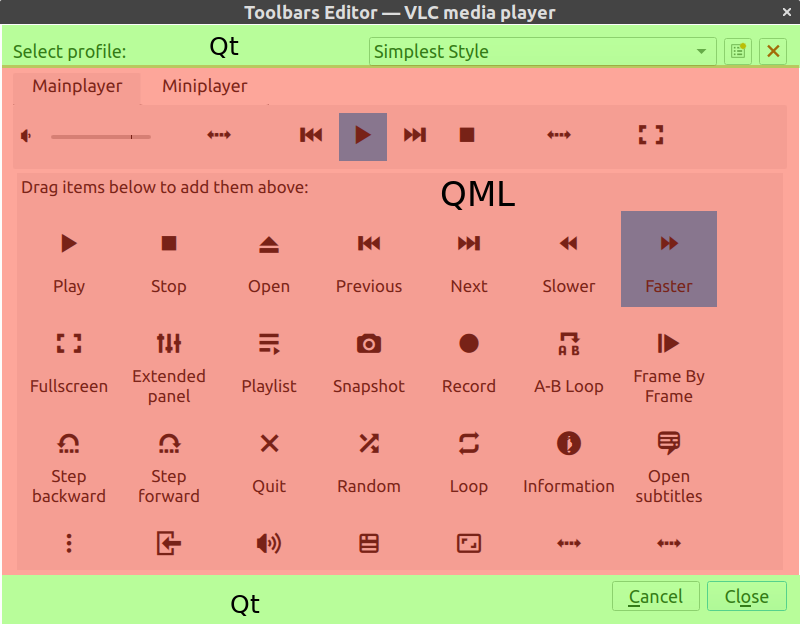 Toolbars Editor — VLC media player
Select profile: Qt Simplest Style
Mainplayer Miniplayer
Drag items below to add them above:
QML
Play Stop Open Previous Next Slower Faster
Fullscreen Extended panel Playlist Snapshot Record A-B Loop Frame By Frame
A B
Step backward Step forward Quit Random Loop Information Open subtitles
Qt
Cancel Close